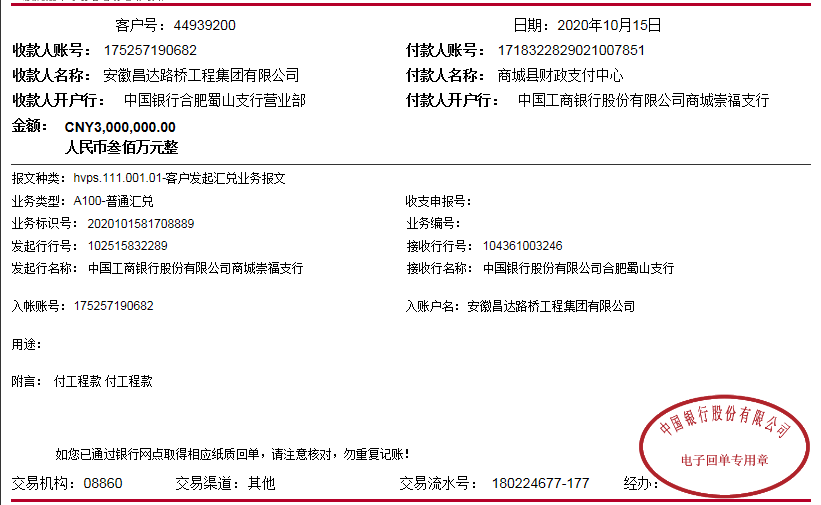 客户号：44939200 日期：2020年10月15日
收款人账号：175257190682 付款人账号：1718322829021007851
收款人名称：安徽昌达路桥工程集团有限公司 付款人名称：商城县财政支付中心
收款人开户行： 中国银行合肥蜀山支行营业部 付款人开户行： 中国工商银行股份有限公司商城崇福支行
金额： CNY3,000,000.00
人民币叁佰万元整
报文种类：hvps.111.001.01-客户发起汇兑业务报文
业务类型：A100-普通汇兑 收支申报号：
业务标识号： 2020101581708889 业务编号：
发起行行号： 102515832289 接收行行号： 104361003246
发起行名称： 中国工商银行股份有限公司商城崇福支行 接收行名称： 中国银行股份有限公司合肥蜀山支行
入帐账号：175257190682 入账户名：安徽昌达路桥工程集团有限公司
用途：
附言： 付工程款 付工程款
中国银行股份有限公司
电子回单专用章
如您已通过银行网点取得相应纸质回单，请注意核对，勿重复记账！
交易机构：08860 交易渠道：其他 交易流水号： 180224677-177 经办：